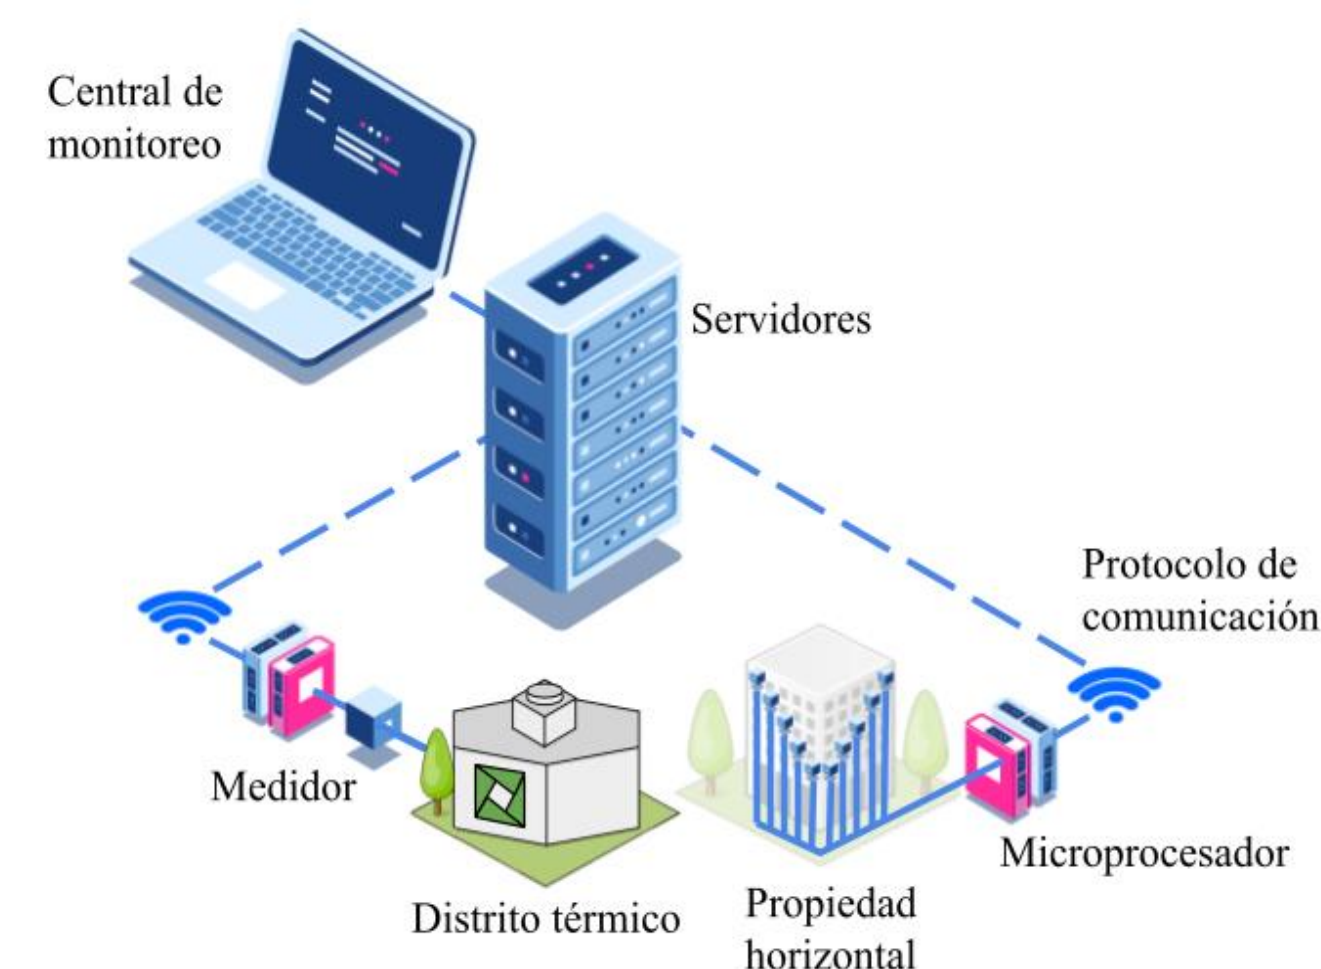 Central de
monitoreo
Servidores
Protocolo de
comunicación
Medidor
Microprocesador
Distrito térmico
Propiedad
horizontal